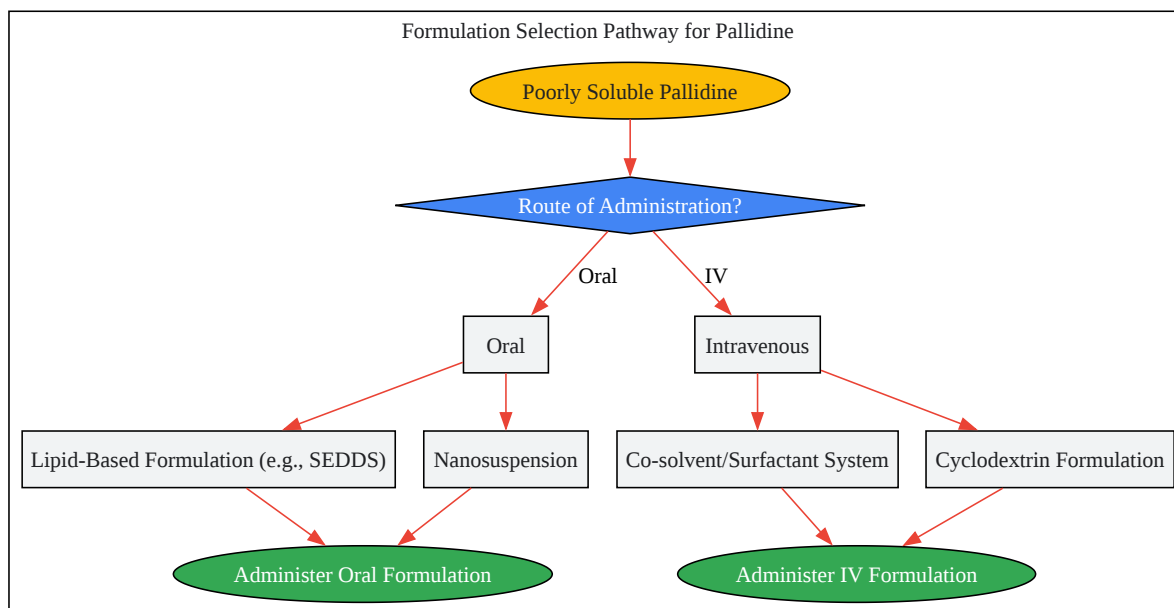 Formulation Selection Pathway for Pallidine
Poorly Soluble Pallidine
Route of Administration?
Oral
IV
Oral
Intravenous
Lipid-Based Formulation (e.g., SEDDS)
Nanosuspension
Co-solvent/Surfactant System
Cyclodextrin Formulation
Administer Oral Formulation
Administer IV Formulation